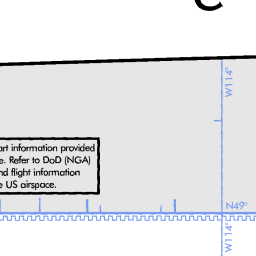 W114°
art information provided
e. Refer to DoD (NGA)
nd flight information
e US airspace.
N49°
W114°